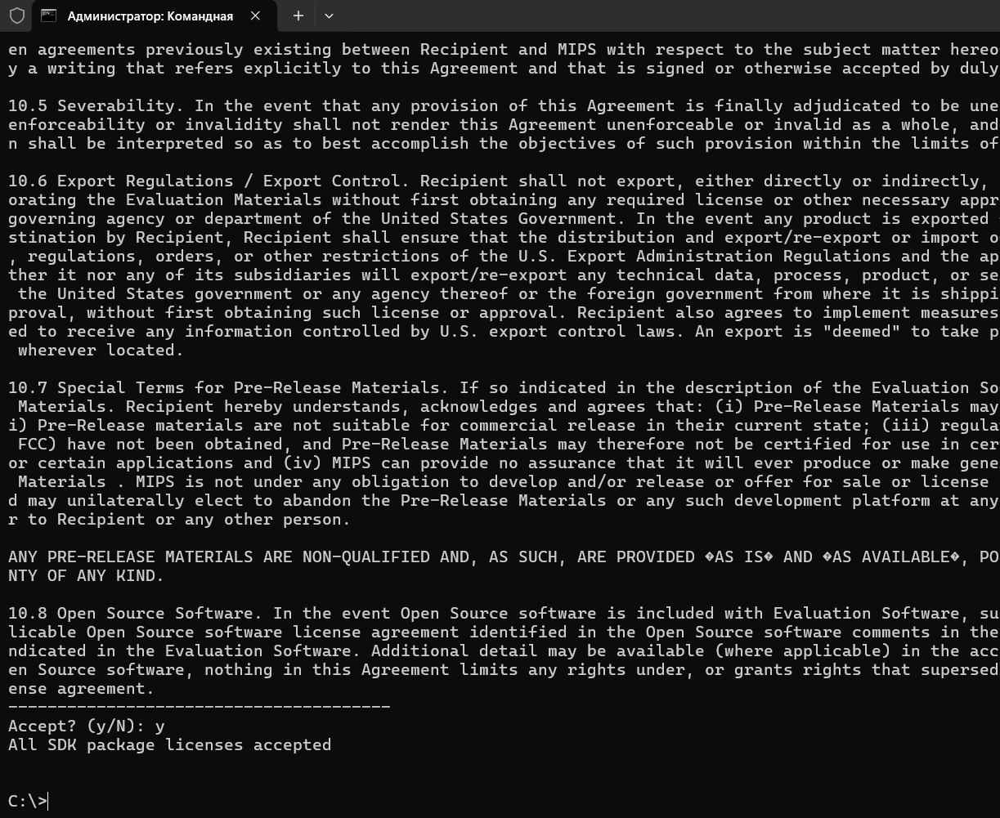 Администратор: Командная
en agreements previously existing between Recipient and MIPS with respect to the subject matter hereo
y a writing that refers explicitly to this Agreement and that is signed or otherwise accepted by duly
10.5 Severability. In the event that any provision of this Agreement is finally adjudicated to be une
enforceability or invalidity shall not render this Agreement unenforceable or invalid as a whole, and
n shall be interpreted so as to best accomplish the objectives of such provision within the limits of
10.6 Export Regulations / Export Control. Recipient shall not export, either directly or indirectly,
orating the Evaluation Materials without first obtaining any required license or other necessary appr
governing agency or department of the United States Government. In the event any product is exported
stination by Recipient, Recipient shall ensure that the distribution and export/re-export or import o
, regulations, orders, or other restrictions of the U.S. Export Administration Regulations and the ap
ther it nor any of its subsidiaries will export/re-export any technical data, process, product, or se
the United States government or any agency thereof or the foreign government from where it is shippi
proval, without first obtaining such license or approval. Recipient also agrees to implement measures
ed to receive any information controlled by U.S. export control laws. An export is "deemed" to take p
wherever located.
10.7 Special Terms for Pre-Release Materials. If so indicated in the description of the Evaluation So
Materials. Recipient hereby understands, acknowledges and agrees that: (i) Pre-Release Materials may
i) Pre-Release materials are not suitable for commercial release in their current state; (iii) regula
FCC) have not been obtained, and Pre-Release Materials may therefore not be certified for use in cer
or certain applications and (iv) MIPS can provide no assurance that it will ever produce or make gene
Materials . MIPS is not under any obligation to develop and/or release or offer for sale or license
d may unilaterally elect to abandon the Pre-Release Materials or any such development platform at any
r to Recipient or any other person.
ANY PRE-RELEASE MATERIALS ARE NON-QUALIFIED AND, AS SUCH, ARE PROVIDED �AS IS� AND �AS AVAILABLE�, PO
NTY OF ANY KIND.
10.8 Open Source Software. In the event Open Source software is included with Evaluation Software, su
licable Open Source software license agreement identified in the Open Source software comments in the
ndicated in the Evaluation Software. Additional detail may be available (where applicable) in the acc
en Source software, nothing in this Agreement limits any rights under, or grants rights that supersed
ense agreement.
---------------------------------------
Accept? (y/N): y
All SDK package licenses accepted
C:\>